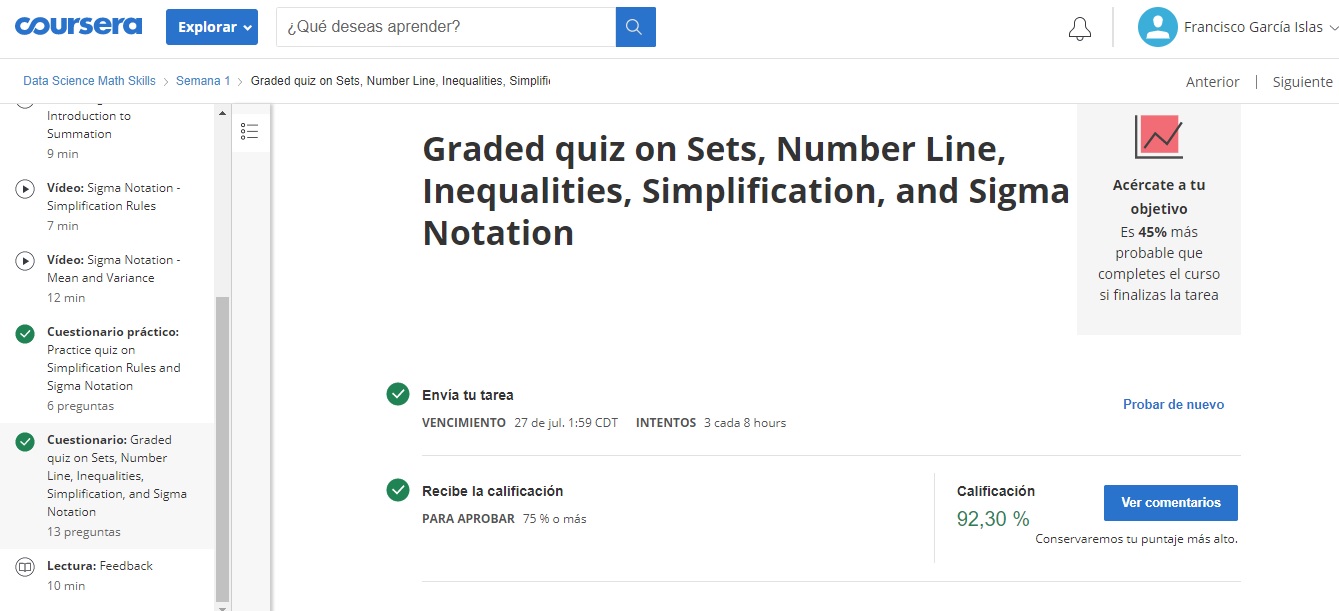 coursera
Explorar
¿Qué deseas aprender?
Francisco García Islas
Data Science Math Skills > Semana 1 > Graded quiz on Sets, Number Line, Inequalities, Simplifi
Anterior | Siguiente
Introduction to
Summation
9 min
Vídeo: Sigma Notation -
Simplification Rules
7 min
Vídeo: Sigma Notation -
Mean and Variance
12 min
Cuestionario práctico:
Practice quiz on
Simplification Rules and
Sigma Notation
6 preguntas
Cuestionario: Graded
quiz on Sets, Number
Line, Inequalities,
Simplification, and Sigma
Notation
13 preguntas
Lectura: Feedback
10 min
Graded quiz on Sets, Number Line,
Inequalities, Simplification, and Sigma
Notation
Acércate a tu
objetivo
Es 45% más
probable que
completes el curso
si finalizas la tarea
Envía tu tarea
VENCIMIENTO 27 de jul. 1:59 CDT INTENTOS 3 cada 8 hours
Probar de nuevo
Recibe la calificación
PARA APROBAR 75 % o más
Calificación
92,30 %
Ver comentarios
Conservaremos tu puntaje más alto.